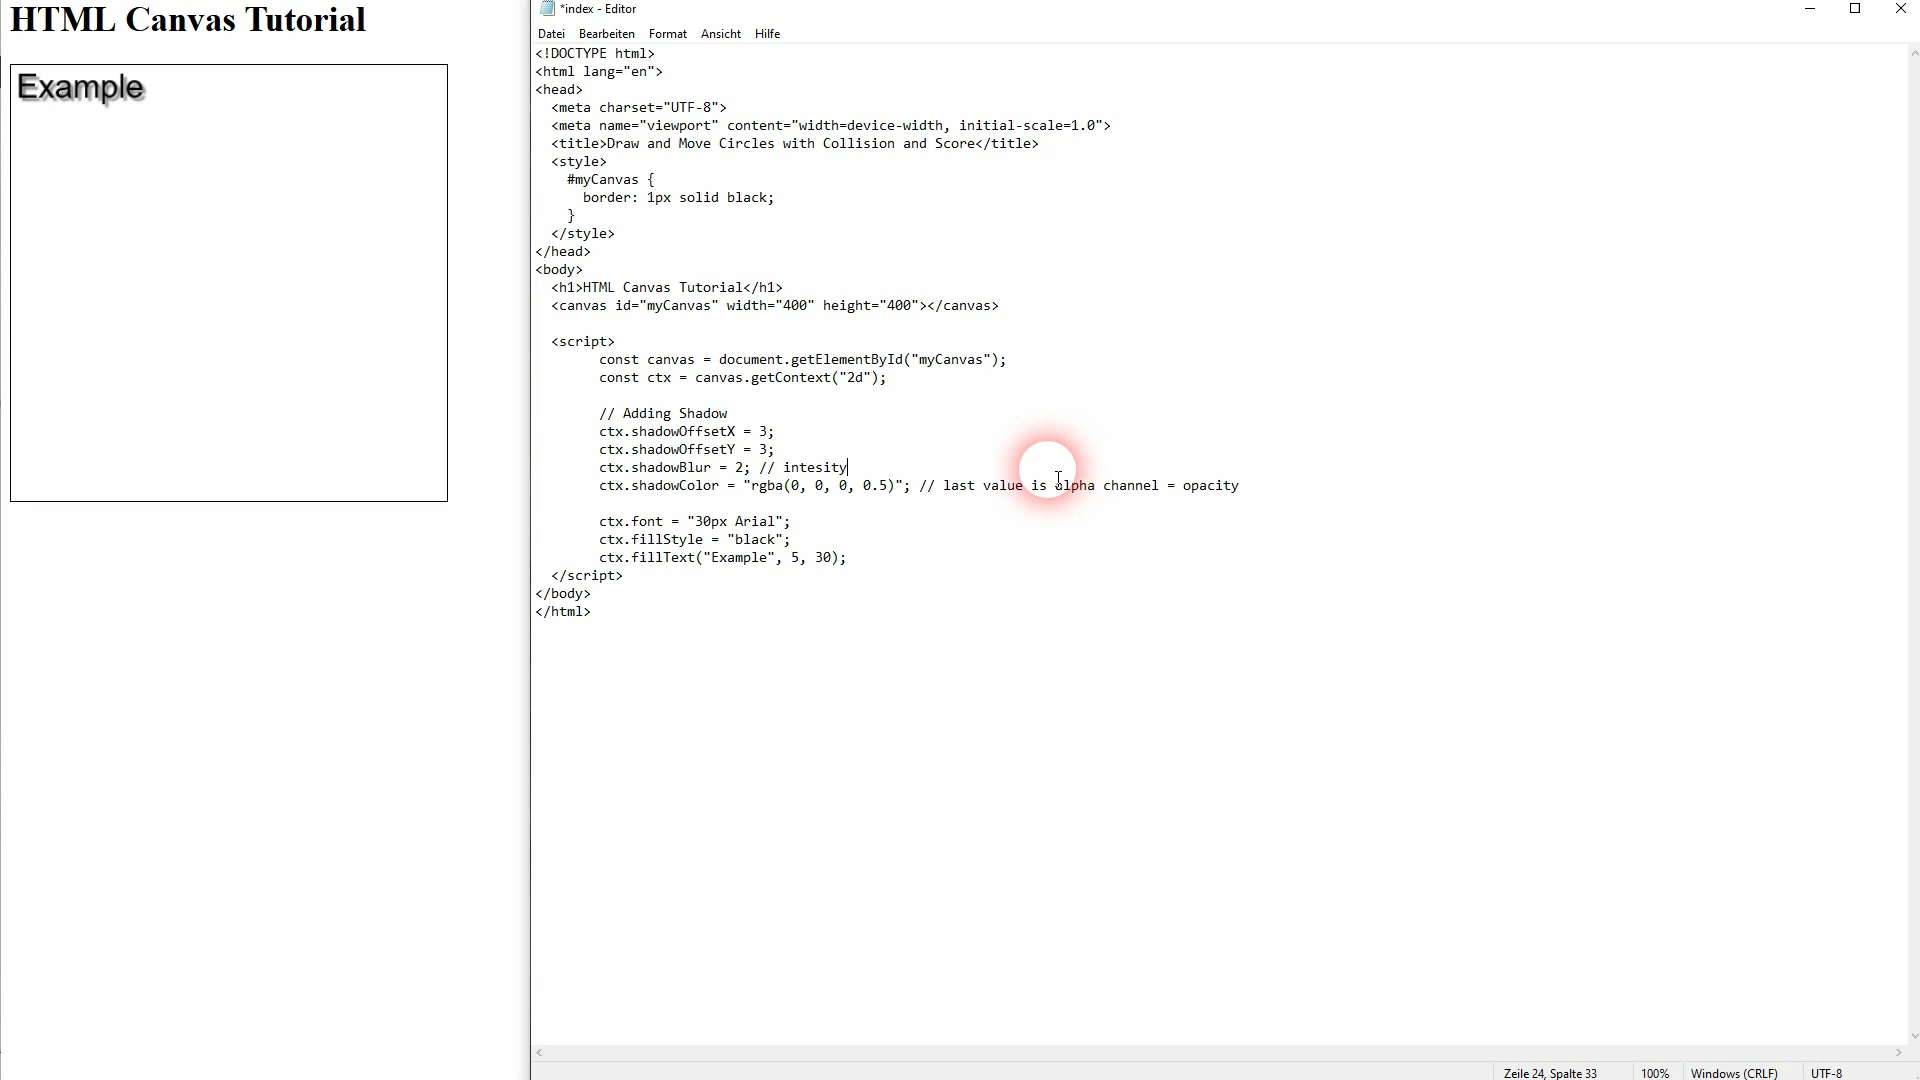 HTML Canvas Tutorial
Example
*index - Editor
Datei Bearbeiten Format Ansicht Hilfe
<!DOCTYPE html>
<html lang="en">
<head>
  <meta charset="UTF-8">
  <meta name="viewport" content="width=device-width, initial-scale=1.0">
  <title>Draw and Move Circles with Collision and Score</title>
  <style>
    #myCanvas {
      border: 1px solid black;
    }
  </style>
</head>
<body>
  <h1>HTML Canvas Tutorial</h1>
  <canvas id="myCanvas" width="400" height="400"></canvas>
  <script>
        const canvas = document.getElementById("myCanvas");
        const ctx = canvas.getContext("2d");
        // Adding Shadow
        ctx.shadowOffsetX = 3;
        ctx.shadowOffsetY = 3;
        ctx.shadowBlur = 2; // intesity
        ctx.shadowColor = "rgba(0, 0, 0, 0.5)"; // last value is alpha channel = opacity
        ctx.font = "30px Arial";
        ctx.fillStyle = "black";
        ctx.fillText("Example", 5, 30);
  </script>
</body>
</html>
Zeile 24, Spalte 33 100% Windows (CRLF) UTF-8